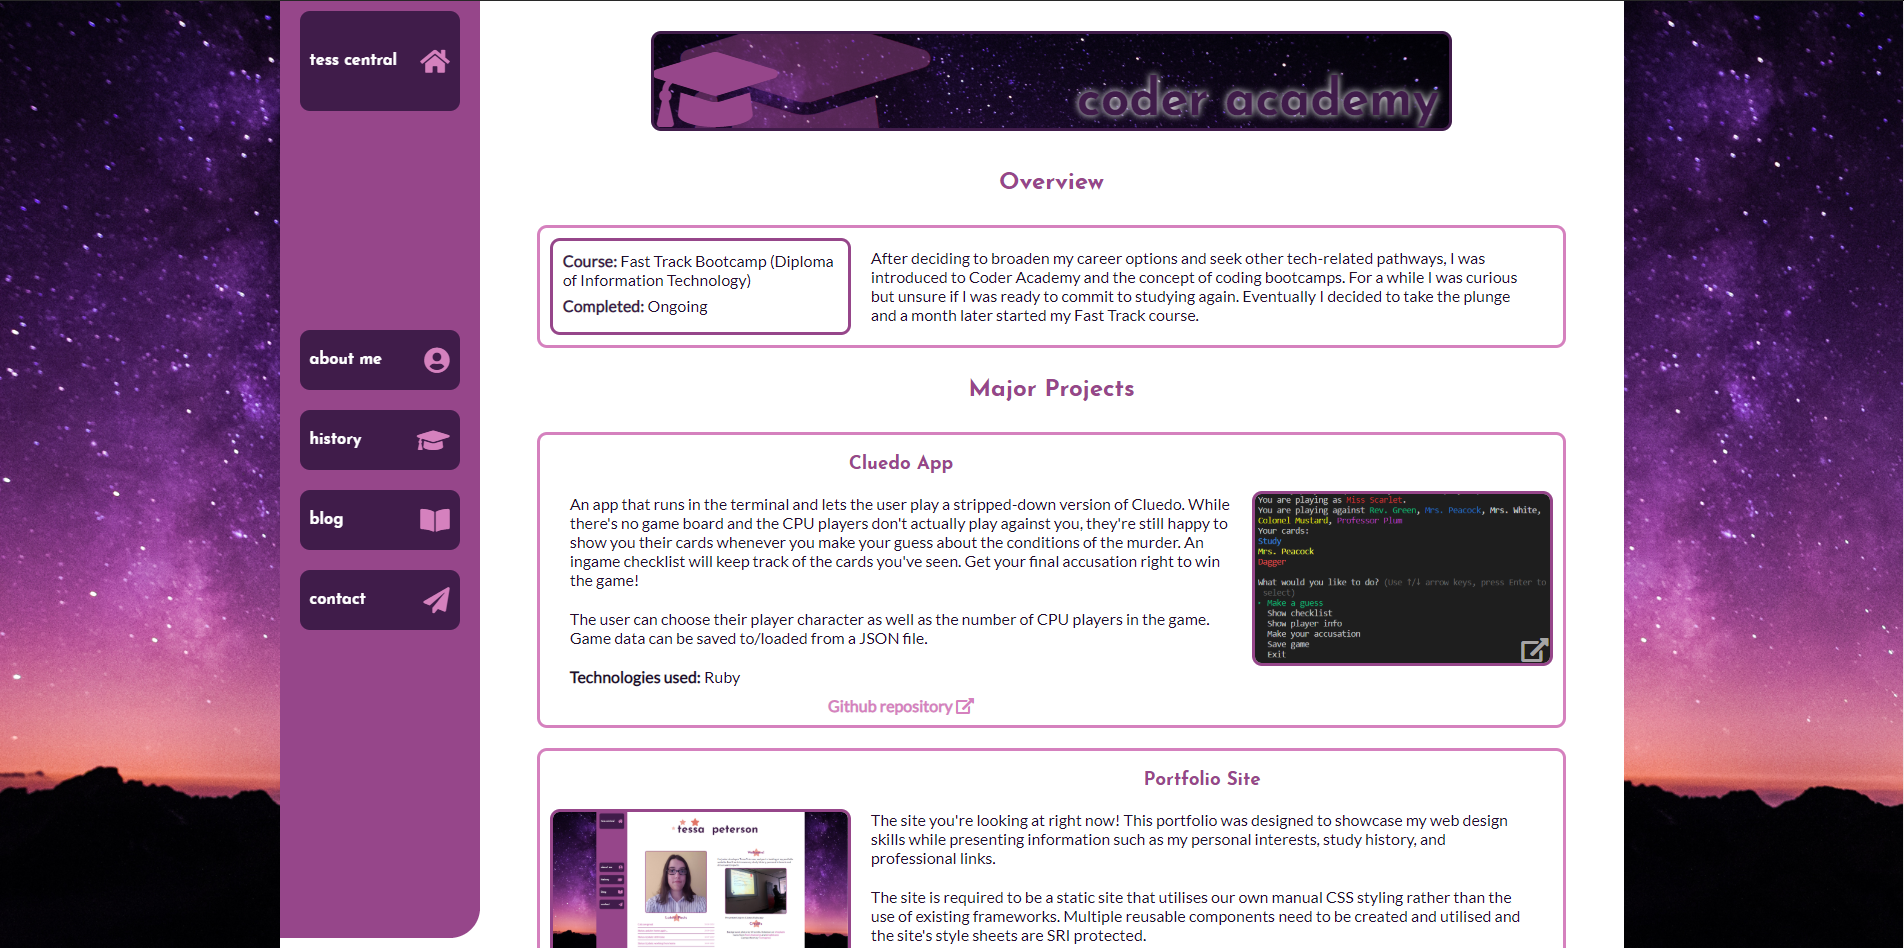 tess central
about me
history
blog
contact
coder academy
Overview
Course: Fast Track Bootcamp (Diploma
of Information Technology)
Completed: Ongoing
After deciding to broaden my career options and seek other tech-related pathways, I was
introduced to Coder Academy and the concept of coding bootcamps. For a while I was curious
but unsure if I was ready to commit to studying again. Eventually I decided to take the plunge
and a month later started my Fast Track course.
Major Projects
Cluedo App
An app that runs in the terminal and lets the user play a stripped-down version of Cluedo. While
there's no game board and the CPU players don't actually play against you, they're still happy to
show you their cards whenever you make your guess about the conditions of the murder. An
ingame checklist will keep track of the cards you've seen. Get your final accusation right to win
the game!
The user can choose their player character as well as the number of CPU players in the game.
Game data can be saved to/loaded from a JSON file.
Technologies used: Ruby
Github repository
You are playing as Miss Scarlet.
You are playing against Rev. Green, Mrs. Peacock, Mrs. White,
Colonel Mustard, Professor Plum
Your cards:
Study
Mrs. Peacock
Dagger
What would you like to do? (Use ↑/↓ arrow keys, press Enter to
select)
‣ Make a guess
Show checklist
Show player info
Make your accusation
Save game
Exit
Portfolio Site
tessa peterson
The site you're looking at right now! This portfolio was designed to showcase my web design
skills while presenting information such as my personal interests, study history, and
professional links.
The site is required to be a static site that utilises our own manual CSS styling rather than the
use of existing frameworks. Multiple reusable components need to be created and utilised and
the site's style sheets are SRI protected.